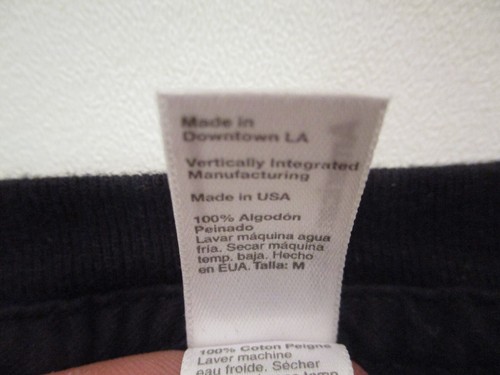 Made in
Downtown LA
Vertically Integrated
Manufacturing
Made in USA
100% Algodón
Peinado
Lavar máquina agua
fría. Secar máquina
temp. baja. Hecho
en EUA. Talla: M
100% Coton Peigne
Laver machine
eau froide. Sécher